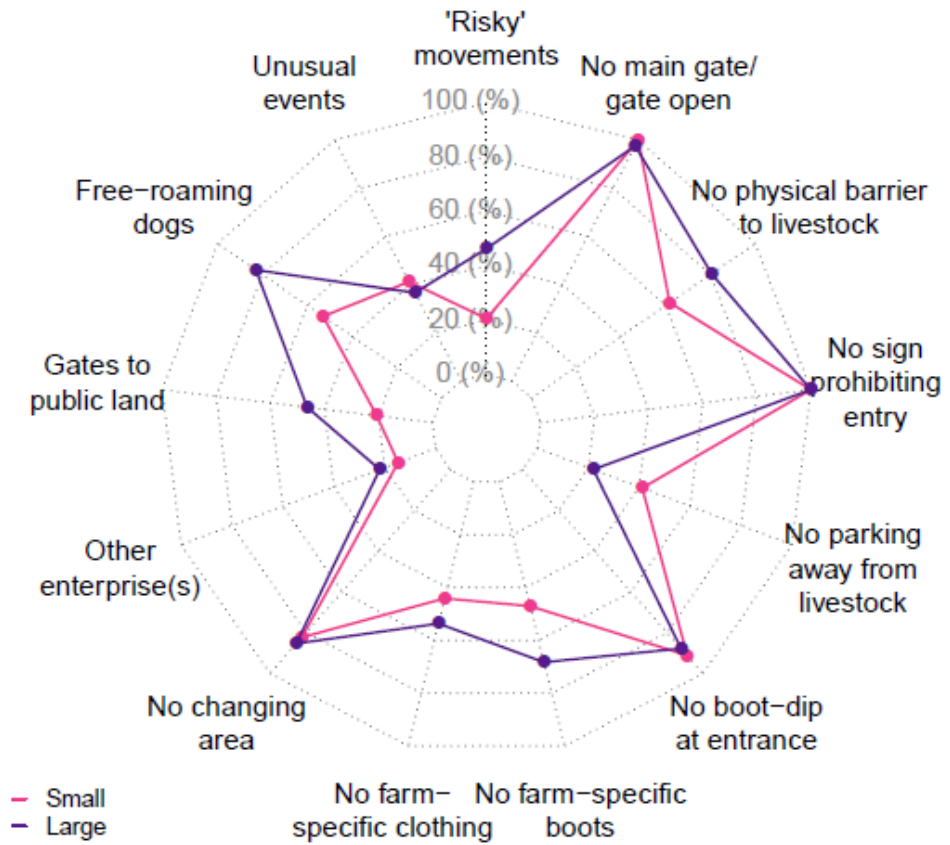 'Risky'
movements
No main gate/
gate open
No physical barrier
to livestock
No sign
prohibiting
entry
No parking
away from
livestock
No boot−dip
at entrance
No farm−specific
boots
No farm−
specific clothing
No changing
area
Other
enterprise(s)
Gates to
public land
Free−roaming
dogs
Unusual
events
100 (%)
80 (%)
60 (%)
40 (%)
20 (%)
0 (%)
Small
Large